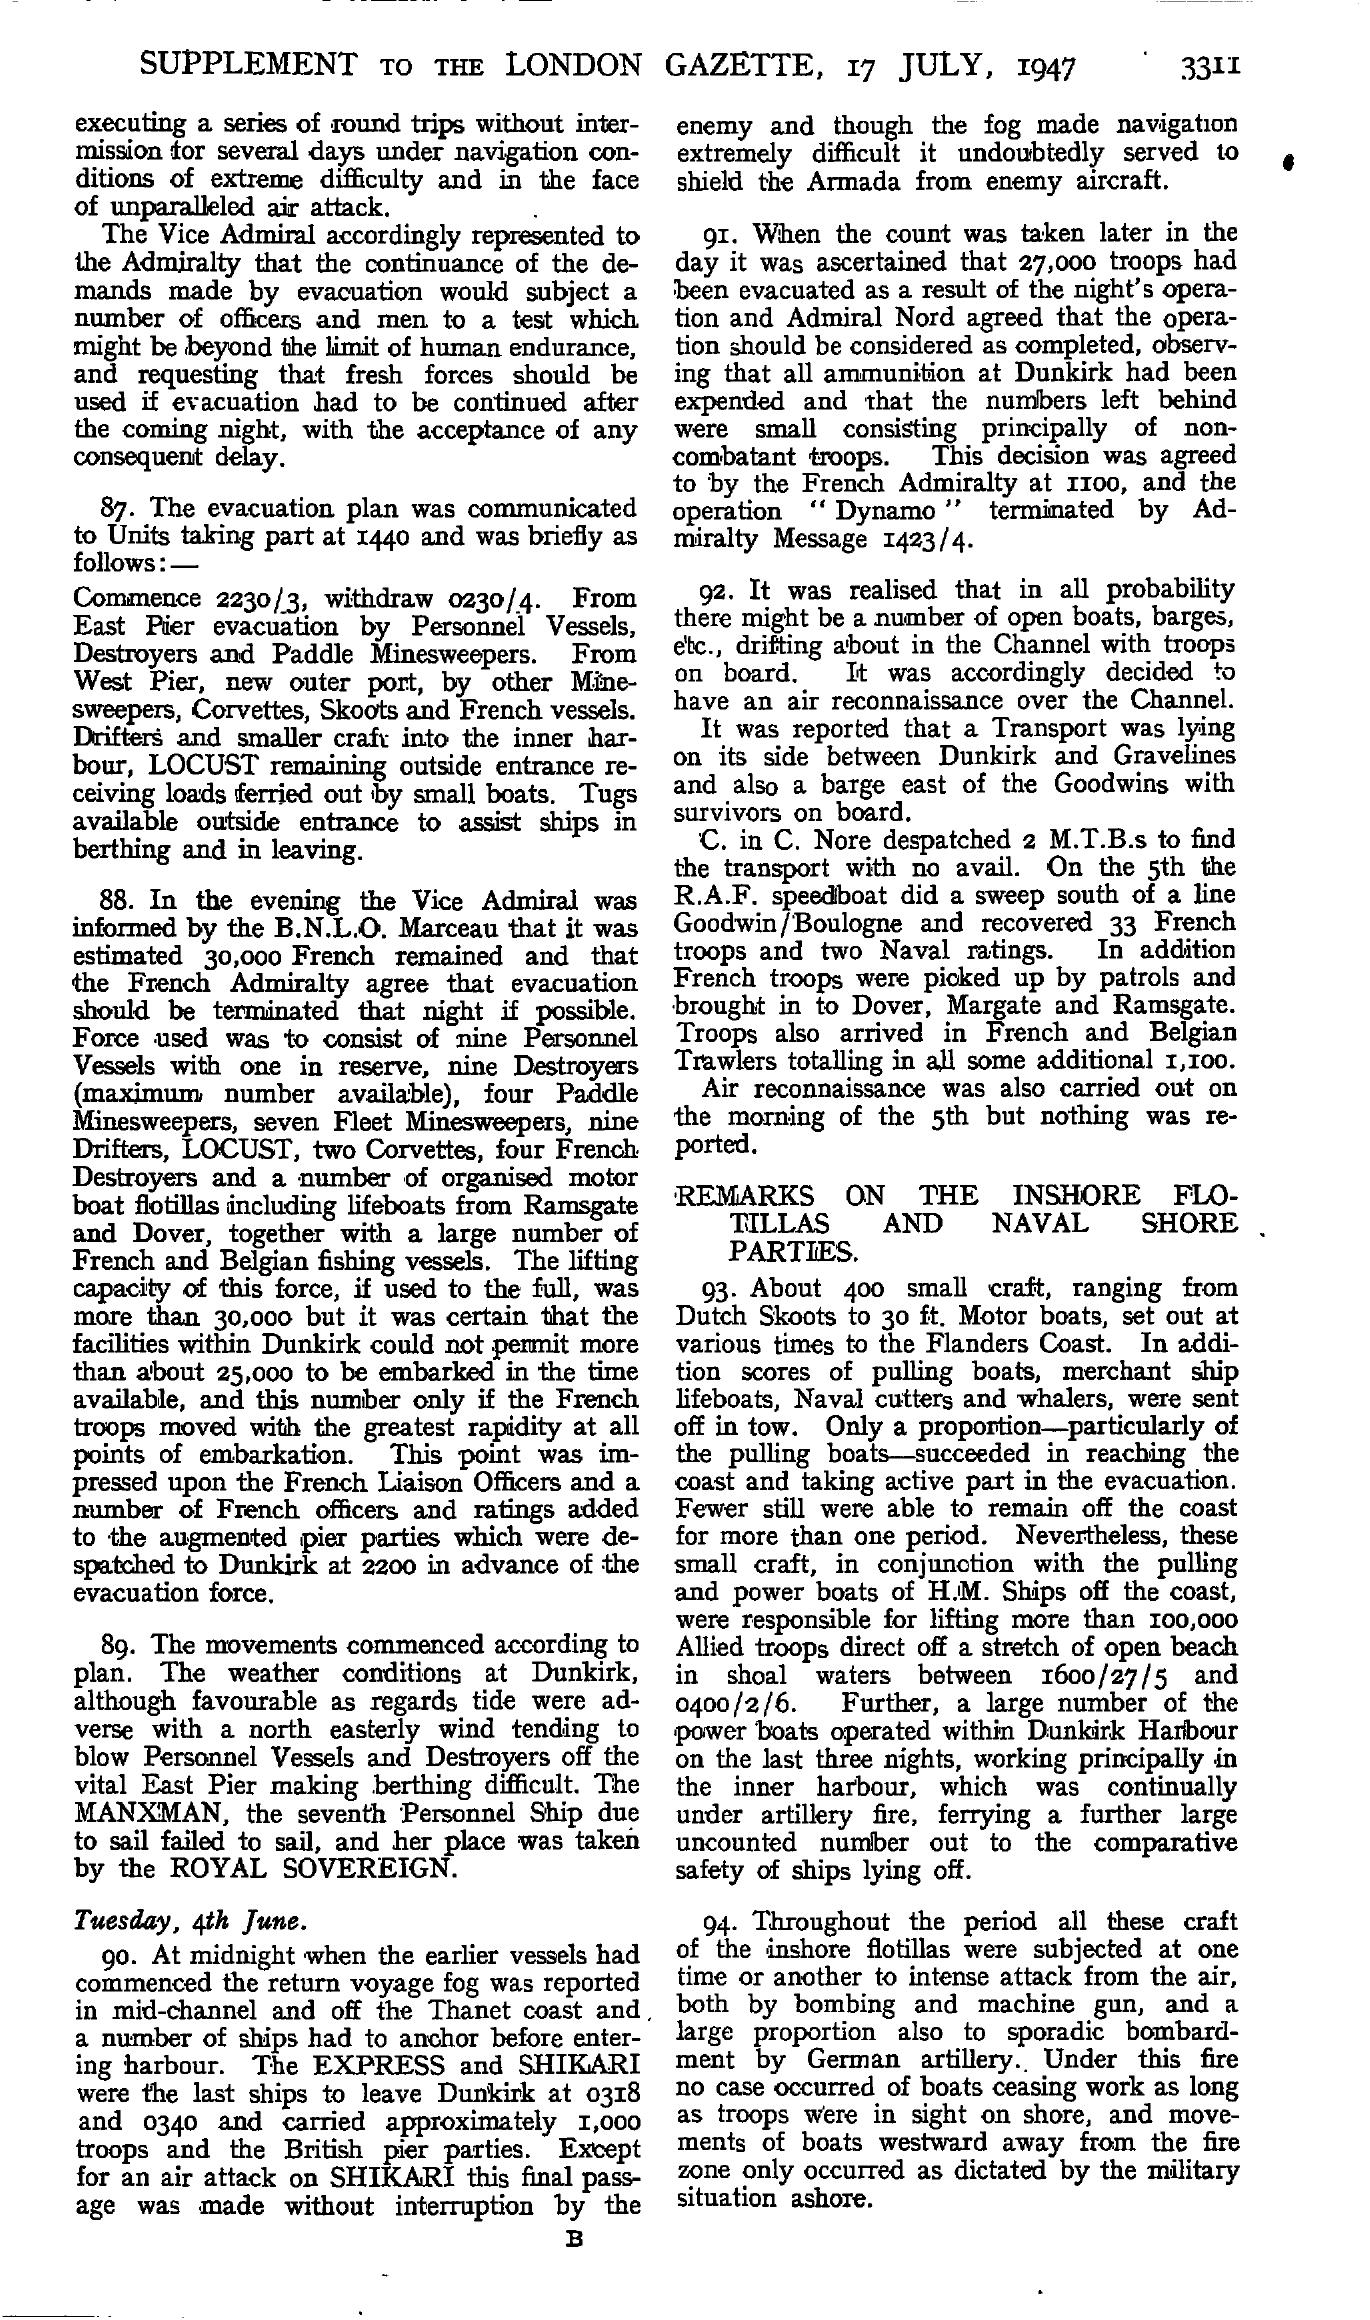 SUPPLEMENT TO THE LONDON GAZETTE, 17 JULY, 1947 3311
executing a series of round trips without inter-
mission for several days under navigation con-
ditions of extreme difficulty and in the face
of unparalleled air attack.
The Vice Admiral accordingly represented to
the Admiralty that the continuance of the de-
mands made by evacuation would subject a
number of officers and men to a test which
might be beyond the limit of human endurance,
and requesting that fresh forces should be
used if evacuation had to be continued after
the coming night, with the acceptance of any
consequent delay.
87. The evacuation plan was communicated
to Units taking part at 1440 and was briefly as
follows:—
Commence 2230/3, withdraw 0230/4. From
East Pier evacuation by Personnel Vessels,
Destroyers and Paddle Minesweepers. From
West Pier, new outer port, by other Mine-
sweepers, Corvettes, Skoots and French vessels.
Drifters and smaller craft into the inner har-
bour, LOCUST remaining outside entrance re-
ceiving loads ferried out by small boats. Tugs
available outside entrance to assist ships in
berthing and in leaving.
88. In the evening the Vice Admiral was
informed by the B.N.L.O. Marceau that it was
estimated 30,000 French remained and that
the French Admiralty agree that evacuation
should be terminated that night if possible.
Force used was to consist of nine Personnel
Vessels with one in reserve, nine Destroyers
(maximum number available), four Paddle
Minesweepers, seven Fleet Minesweepers, nine
Drifters, LOCUST, two Corvettes, four French
Destroyers and a number of organised motor
boat flotillas including lifeboats from Ramsgate
and Dover, together with a large number of
French and Belgian fishing vessels. The lifting
capacity of this force, if used to the full, was
more than 30,000 but it was certain that the
facilities within Dunkirk could not permit more
than about 25,000 to be embarked in the time
available, and this number only if the French
troops moved with the greatest rapidity at all
points of embarkation. This point was im-
pressed upon the French Liaison Officers and a
number of French officers and ratings added
to the augmented pier parties which were de-
spatched to Dunkirk at 2200 in advance of the
evacuation force.
89. The movements commenced according to
plan. The weather conditions at Dunkirk,
although favourable as regards tide were ad-
verse with a north easterly wind tending to
blow Personnel Vessels and Destroyers off the
vital East Pier making berthing difficult. The
MANXMAN, the seventh Personnel Ship due
to sail failed to sail, and her place was taken
by the ROYAL SOVEREIGN.
Tuesday, 4th June.
90. At midnight when the earlier vessels had
commenced the return voyage fog was reported
in mid-channel and off the Thanet coast and
a number of ships had to anchor before enter-
ing harbour. The EXPRESS and SHIKARI
were the last ships to leave Dunkirk at 0318
and 0340 and carried approximately 1,000
troops and the British pier parties. Except
for an air attack on SHIKARI this final pass-
age was made without interruption by the
B
enemy and though the fog made navigation
extremely difficult it undoubtedly served to
shield the Armada from enemy aircraft.
91. When the count was taken later in the
day it was ascertained that 27,000 troops had
been evacuated as a result of the night's opera-
tion and Admiral Nord agreed that the opera-
tion should be considered as completed, observ-
ing that all ammunition at Dunkirk had been
expended and that the numbers left behind
were small consisting principally of non-
combatant troops. This decision was agreed
to by the French Admiralty at 1100, and the
operation "Dynamo" terminated by Ad-
miralty Message 1423/4.
92. It was realised that in all probability
there might be a number of open boats, barges,
etc., drifting about in the Channel with troops
on board. It was accordingly decided to
have an air reconnaissance over the Channel.
It was reported that a Transport was lying
on its side between Dunkirk and Gravelines
and also a barge east of the Goodwins with
survivors on board.
C. in C. Nore despatched 2 M.T.B.s to find
the transport with no avail. On the 5th the
R.A.F. speedboat did a sweep south of a line
Goodwin/Boulogne and recovered 33 French
troops and two Naval ratings. In addition
French troops were picked up by patrols and
brought in to Dover, Margate and Ramsgate.
Troops also arrived in French and Belgian
Trawlers totalling in all some additional 1,100.
Air reconnaissance was also carried out on
the morning of the 5th but nothing was re-
ported.
REMARKS ON THE INSHORE FLO-
TILLAS AND NAVAL SHORE
PARTIES.
93. About 400 small craft, ranging from
Dutch Skoots to 30 ft. Motor boats, set out at
various times to the Flanders Coast. In addi-
tion scores of pulling boats, merchant ship
lifeboats, Naval cutters and whalers, were sent
off in tow. Only a proportion—particularly of
the pulling boats—succeeded in reaching the
coast and taking active part in the evacuation.
Fewer still were able to remain off the coast
for more than one period. Nevertheless, these
small craft, in conjunction with the pulling
and power boats of H.M. Ships off the coast,
were responsible for lifting more than 100,000
Allied troops direct off a stretch of open beach
in shoal waters between 1600/27/5 and
0400/2/6. Further, a large number of the
power boats operated within Dunkirk Harbour
on the last three nights, working principally in
the inner harbour, which was continually
under artillery fire, ferrying a further large
uncounted number out to the comparative
safety of ships lying off.
94. Throughout the period all these craft
of the inshore flotillas were subjected at one
time or another to intense attack from the air,
both by bombing and machine gun, and a
large proportion also to sporadic bombard-
ment by German artillery. Under this fire
no case occurred of boats ceasing work as long
as troops were in sight on shore, and move-
ments of boats westward away from the fire
zone only occurred as dictated by the military
situation ashore.